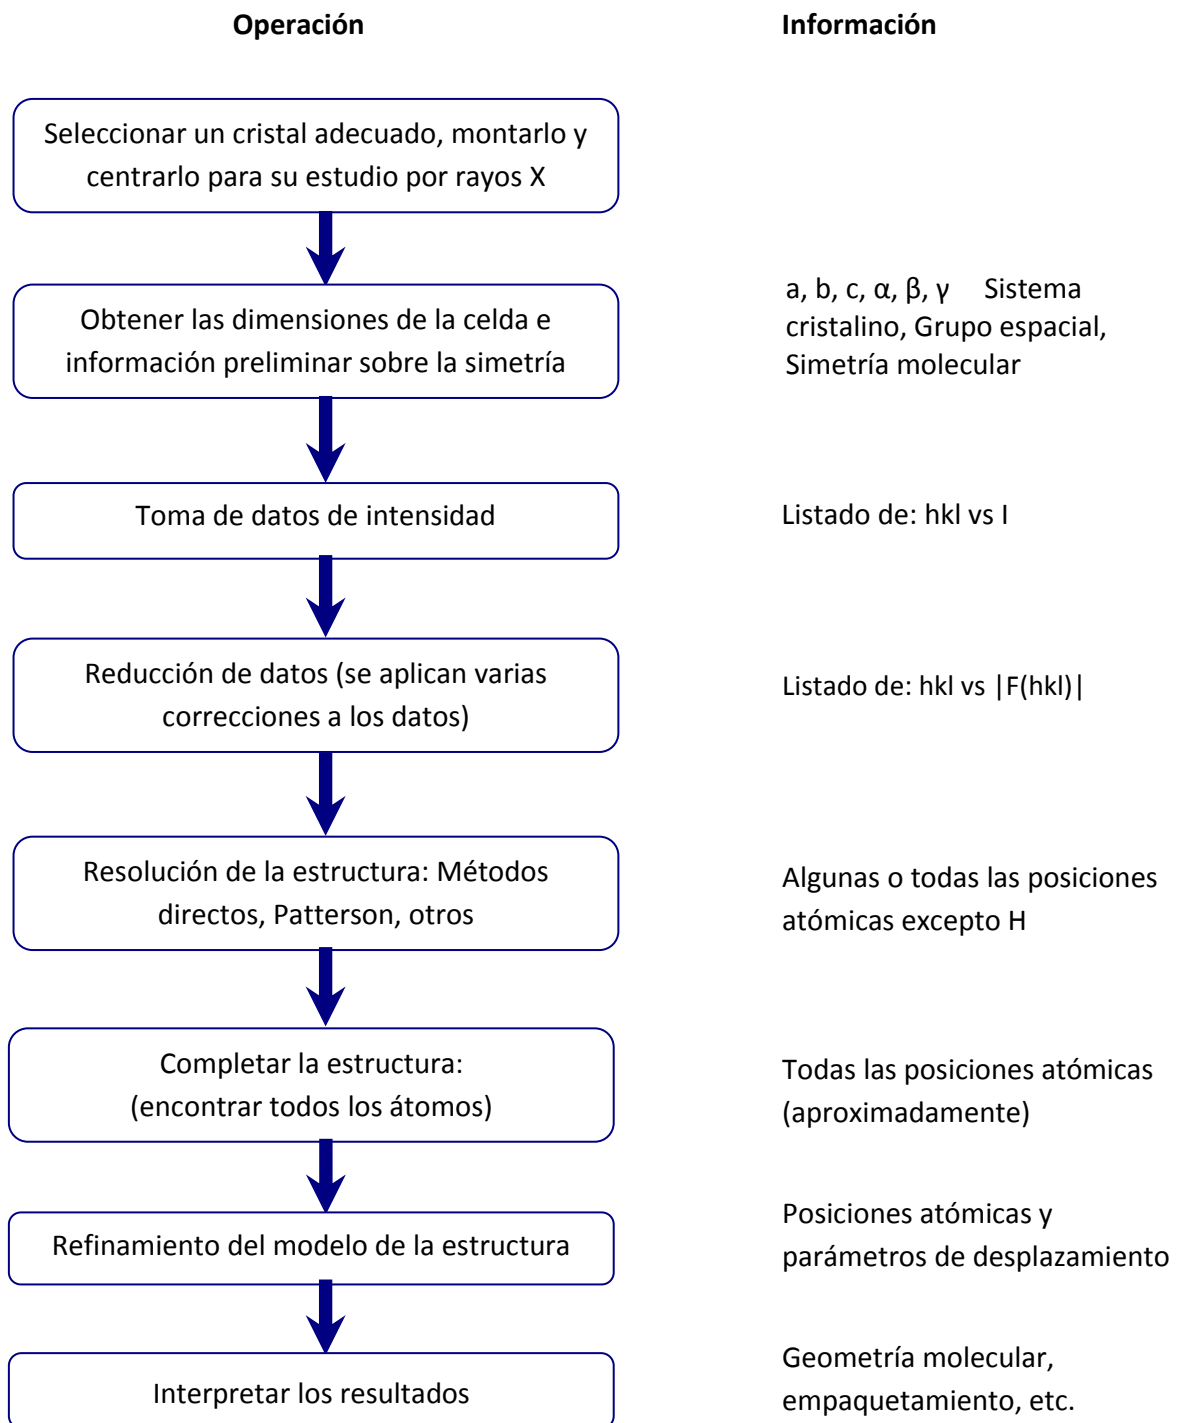 Operación
Información
Seleccionar un cristal adecuado, montarlo y
centrarlo para su estudio por rayos X
Obtener las dimensiones de la celda e
información preliminar sobre la simetría
a, b, c, α, β, γ Sistema
cristalino, Grupo espacial,
Simetría molecular
Toma de datos de intensidad
Listado de: hkl vs I
Reducción de datos (se aplican varias
correcciones a los datos)
Listado de: hkl vs |F(hkl)|
Resolución de la estructura: Métodos
directos, Patterson, otros
Algunas o todas las posiciones
atómicas excepto H
Completar la estructura:
(encontrar todos los átomos)
Todas las posiciones atómicas
(aproximadamente)
Refinamiento del modelo de la estructura
Posiciones atómicas y
parámetros de desplazamiento
Interpretar los resultados
Geometría molecular,
empaquetamiento, etc.